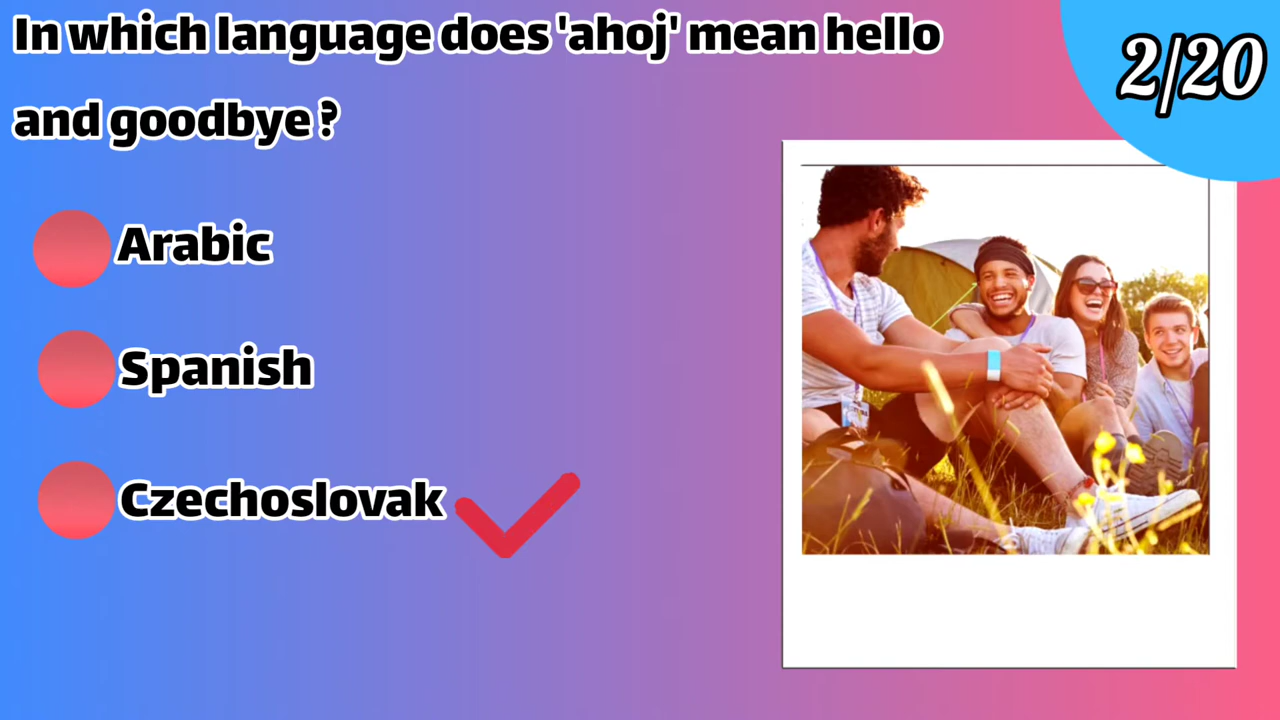 In which language does 'ahoj' mean hello
2/20
and goodbye ?
Arabic
Spanish
Czechoslovak